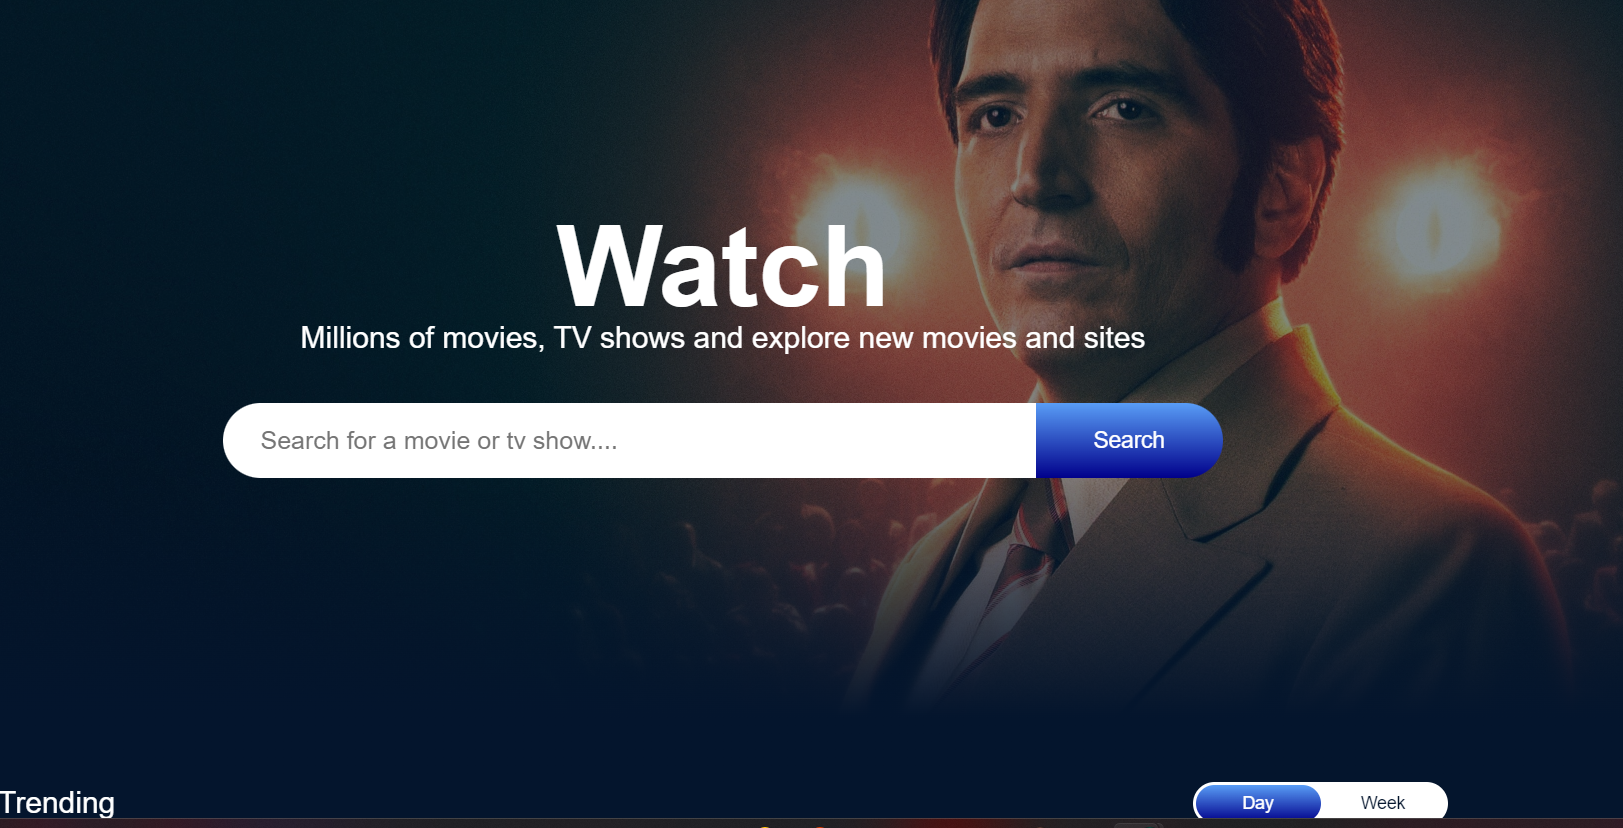 Watch
Millions of movies, TV shows and explore new movies and sites
Search for a movie or tv show....
Search
Trending
Day
Week